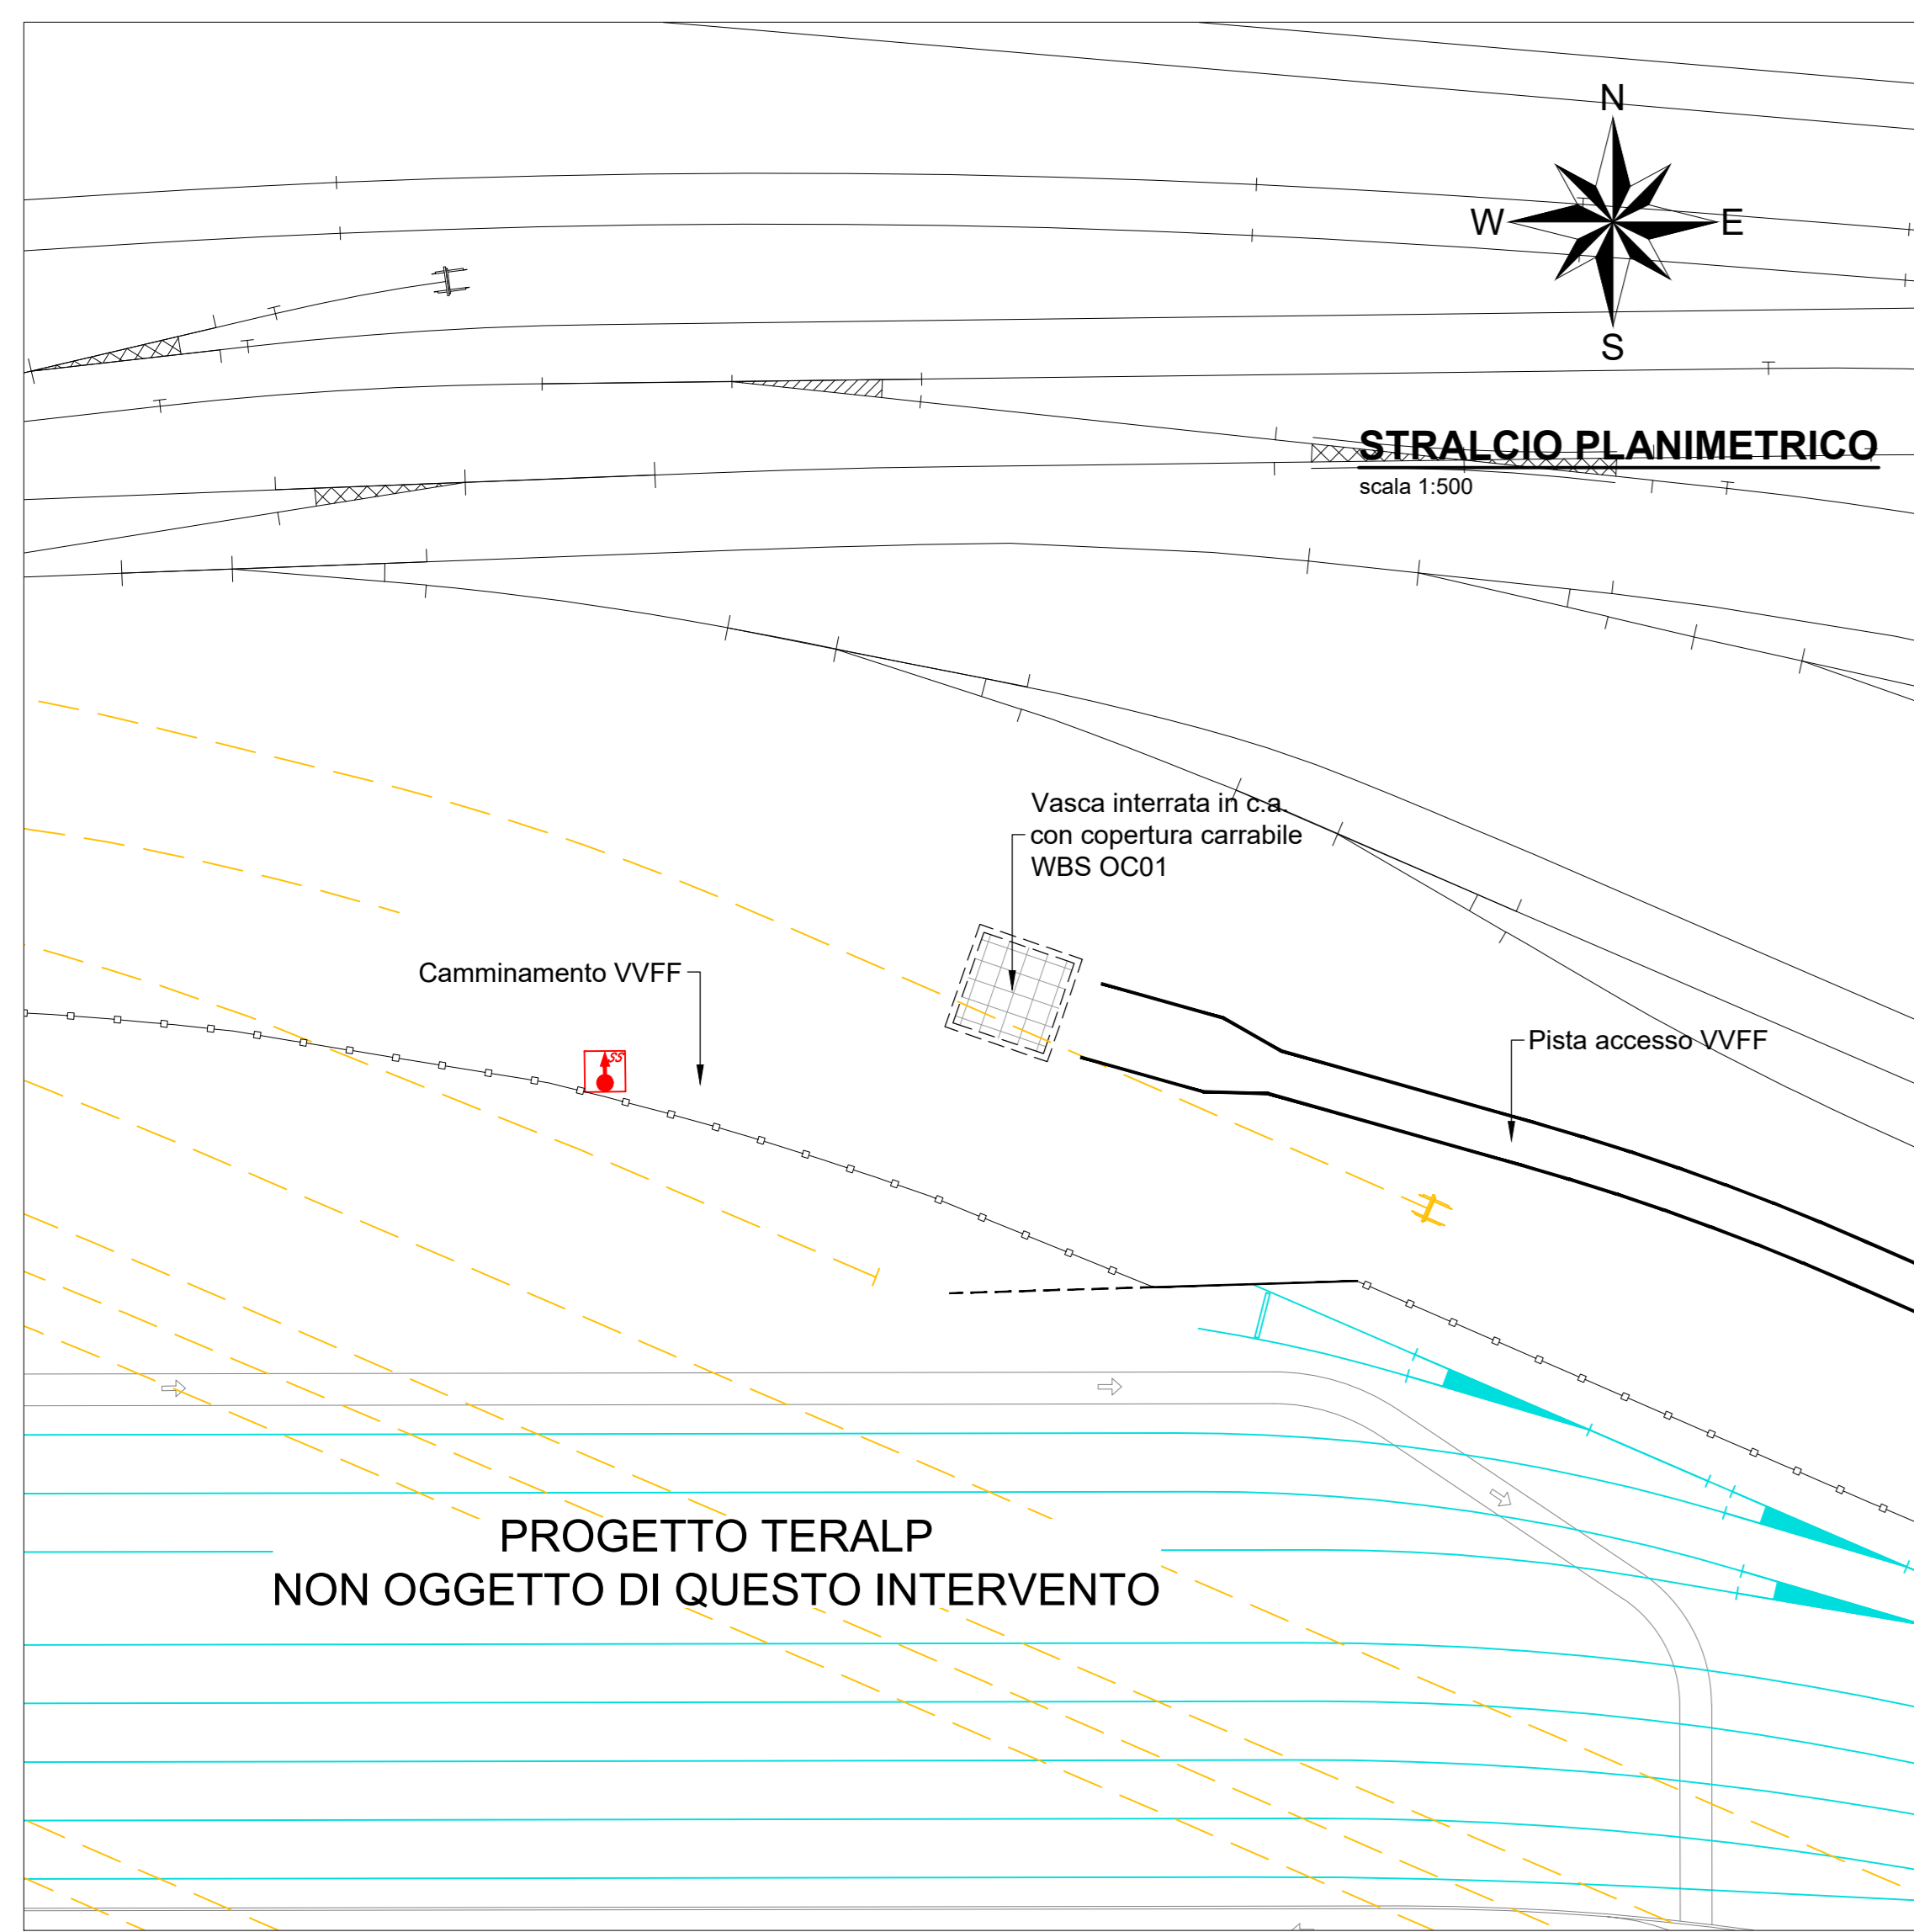 N
W
E
S
STRALCIO PLANIMETRICO
scala 1:500
Vasca interrata in c.a.
con copertura carrabile
WBS OC01
Camminamento VVFF
SS
Pista accesso VVFF
PROGETTO TERALP
NON OGGETTO DI QUESTO INTERVENTO